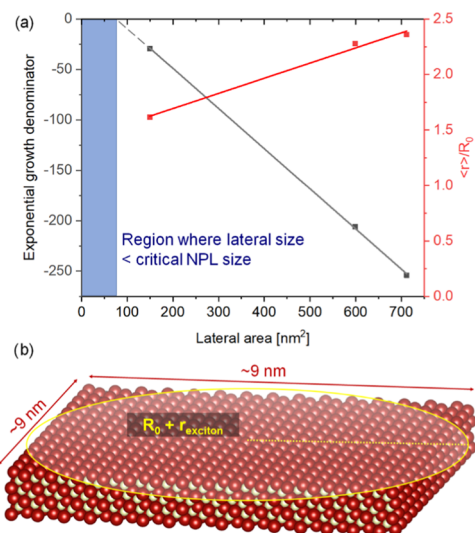 (a)
0
-50
-100
-150
-200
-250
Exponential growth denominator
2.5
2.0
1.5
1.0
0.5
0.0
<r>/R₀
Region where lateral size
< critical NPL size
0 100 200 300 400 500 600 700
Lateral area [nm²]
(b)
~9 nm
~9 nm
R₀ + r_exciton